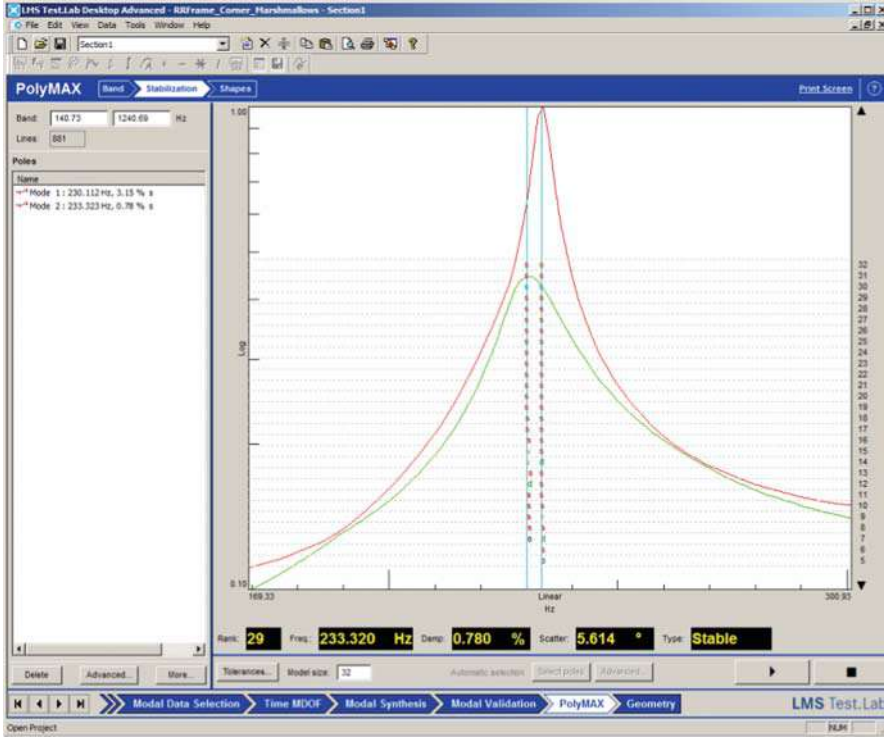 LMS Test.Lab Desktop Advanced - RRFrame_Corner_Marshmallows - Section1
File Edit View Data Tools Window Help
Section1
PolyMAX Band Stabilization Shapes Print Screen ?
Band: 140.73 1240.69 Hz
Lines: 881
Poles
Name
Mode 1 : 230.112 Hz, 3.15 % s
Mode 2 : 233.323 Hz, 0.78 % s
1.00
Log
0.10
169.33 Linear 300.93
Hz
32
31
30
29
28
27
26
25
24
23
22
21
20
19
18
17
16
15
14
13
12
11
10
9
8
7
6
5
Rank: 29 Freq.: 233.320 Hz Damp: 0.780 % Scatter: 5.614 ° Type: Stable
Delete Advanced... More... Tolerances... Model size: 32 Automatic selection Select poles Advanced...
Modal Data Selection Time MDOF Modal Synthesis Modal Validation PolyMAX Geometry LMS Test.Lab
Open Project NUM